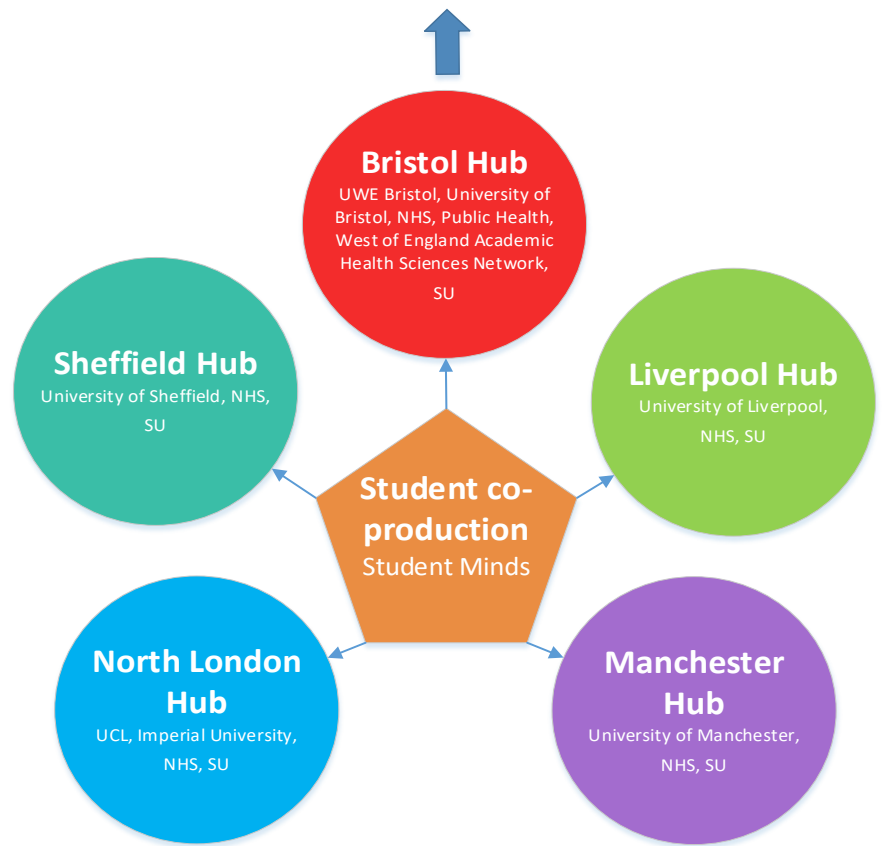 Bristol Hub
UWE Bristol, University of
Bristol, NHS, Public Health,
West of England Academic
Health Sciences Network,
SU
Sheffield Hub
University of Sheffield, NHS,
SU
Liverpool Hub
University of Liverpool,
NHS, SU
Student co-
production
Student Minds
North London
Hub
UCL, Imperial University,
NHS, SU
Manchester
Hub
University of Manchester,
NHS, SU